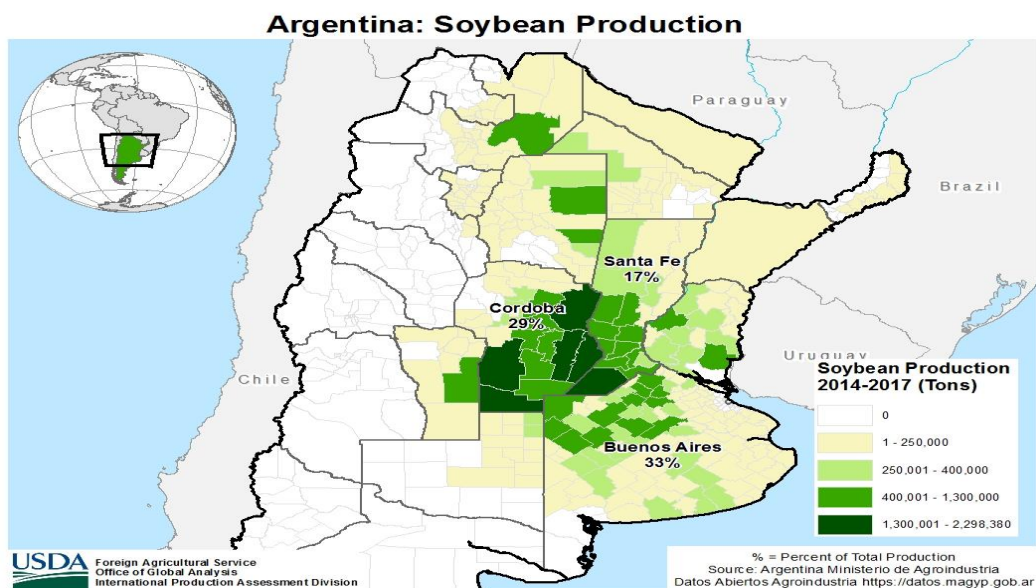 Argentina: Soybean Production
Paraguay
Brazil
Santa Fe
17%
Cordoba
29%
Uruguay
Chile
Buenos Aires
33%
Soybean Production
2014-2017 (Tons)
0
1 - 250,000
250,001 - 400,000
400,001 - 1,300,000
1,300,001 - 2,298,380
USDA
Foreign Agricultural Service
Office of Global Analysis
International Production Assessment Division
% = Percent of Total Production
Source: Argentina Ministerio de Agroindustria
Datos Abiertos Agroindustria https://datos.magyp.gob.ar